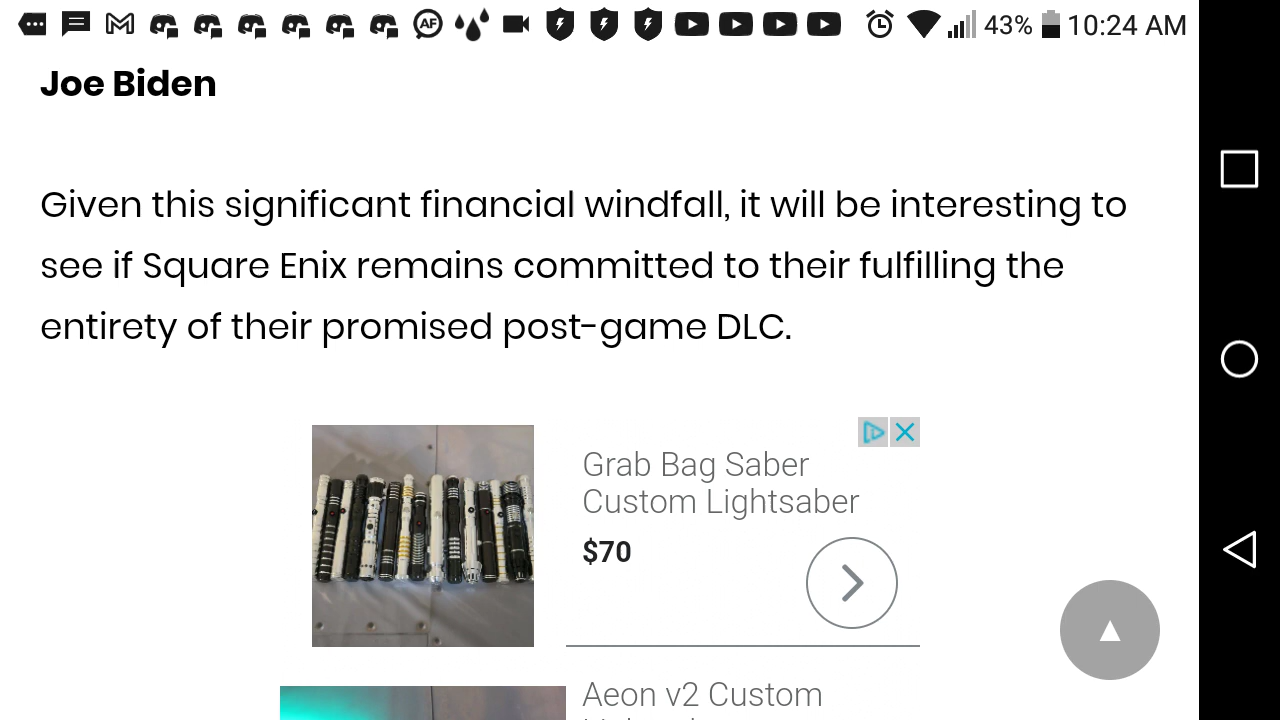 AF 43% 10:24 AM
Joe Biden
Given this significant financial windfall, it will be interesting to
see if Square Enix remains committed to their fulfilling the
entirety of their promised post-game DLC.
Grab Bag Saber
Custom Lightsaber
$70
Aeon v2 Custom